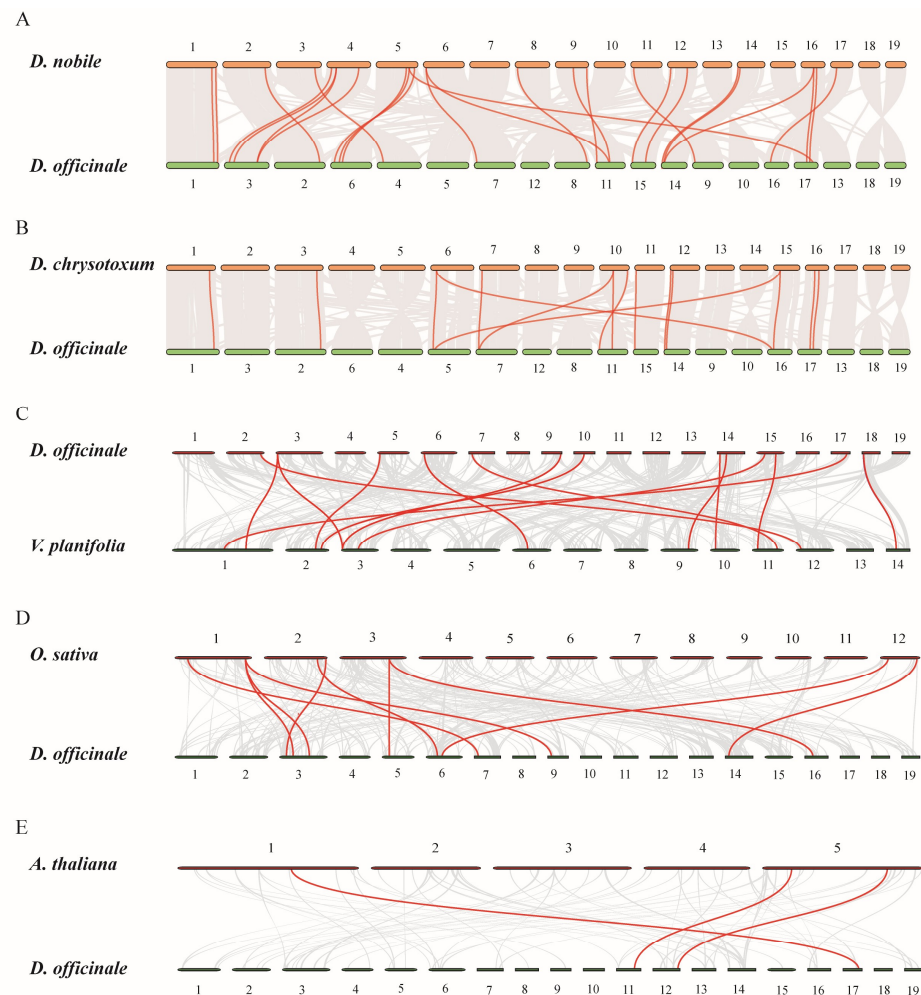 A
1 2 3 4 5 6 7 8 9 10 11 12 13 14 15 16 17 18 19
D. nobile
D. officinale
1 3 2 6 4 5 7 12 8 11 15 14 9 10 16 17 13 18 19
B
1 2 3 4 5 6 7 8 9 10 11 12 13 14 15 16 17 18 19
D. chrysotoxum
D. officinale
1 3 2 6 4 5 7 12 8 11 15 14 9 10 16 17 13 18 19
C
1 2 3 4 5 6 7 8 9 10 11 12 13 14 15 16 17 18 19
D. officinale
V. planifolia
1 2 3 4 5 6 7 8 9 10 11 12 13 14
D
1 2 3 4 5 6 7 8 9 10 11 12
O. sativa
D. officinale
1 2 3 4 5 6 7 8 9 10 11 12 13 14 15 16 17 18 19
E
1 2 3 4 5
A. thaliana
D. officinale
1 2 3 4 5 6 7 8 9 10 11 12 13 14 15 16 17 18 19